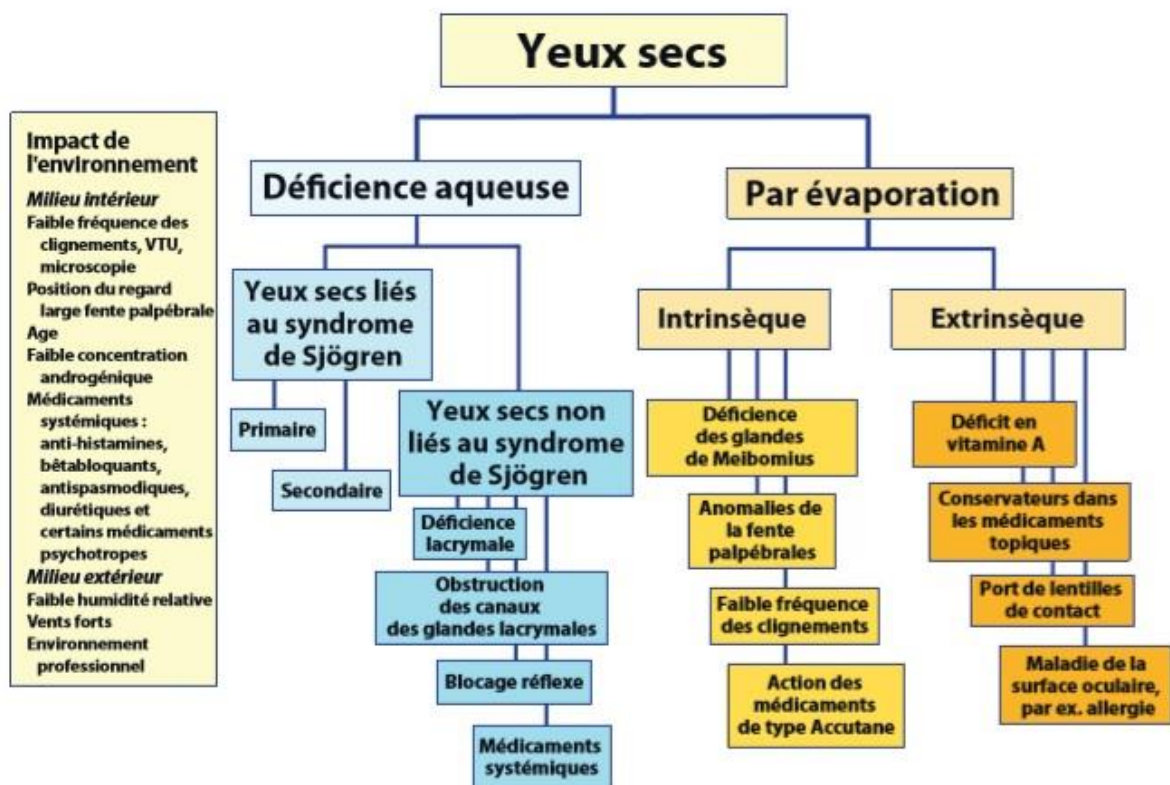 Yeux secs
Impact de
l'environnement
Milieu intérieur
Faible fréquence des
clignements, VTU,
microscopie
Position du regard
large fente palpébrale
Age
Faible concentration
androgénique
Médicaments
systémiques :
anti-histamines,
bêtabloquants,
antispasmodiques,
diurétiques et
certains médicaments
psychotropes
Milieu extérieur
Faible humidité relative
Vents forts
Environnement
professionnel
Déficience aqueuse
Yeux secs liés
au syndrome
de Sjögren
Primaire
Secondaire
Yeux secs non
liés au syndrome
de Sjögren
Déficience
lacrymale
Obstruction
des canaux
des glandes lacrymales
Blocage réflexe
Médicaments
systémiques
Par évaporation
Intrinsèque
Déficience
des glandes
de Meibomius
Anomalies de
la fente
palpébrales
Faible fréquence
des clignements
Action des
médicaments
de type Accutane
Extrinsèque
Déficit en
vitamine A
Conservateurs dans
les médicaments
topiques
Port de lentilles
de contact
Maladie de la
surface oculaire,
par ex. allergie